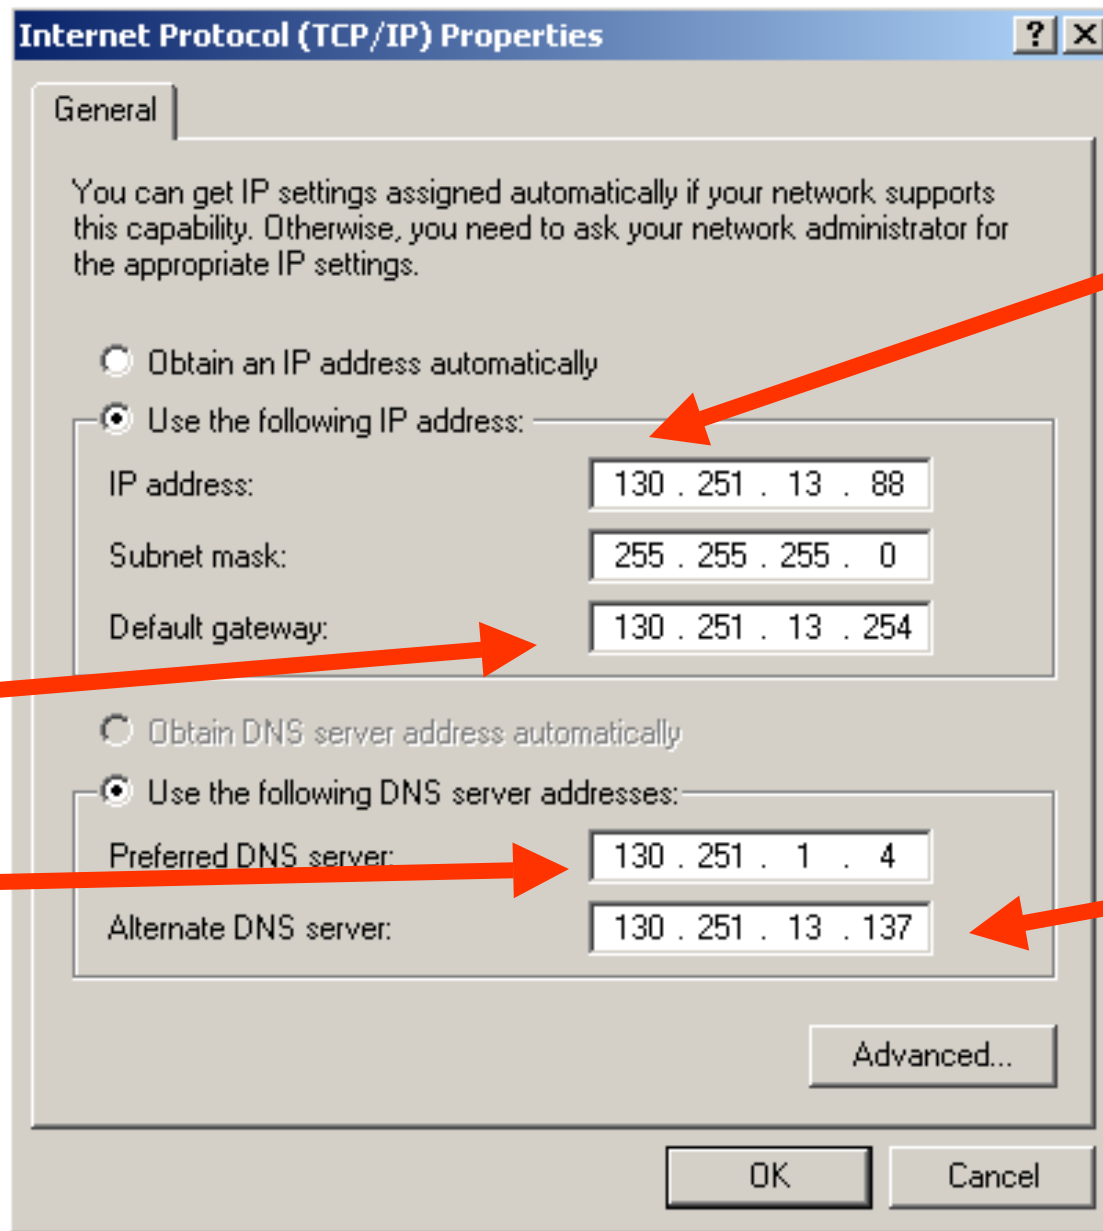 Internet Protocol (TCP/IP) Properties
General
You can get IP settings assigned automatically if your network supports
this capability. Otherwise, you need to ask your network administrator for
the appropriate IP settings.
Obtain an IP address automatically
Use the following IP address:
IP address: 130 . 251 . 13 . 88
Subnet mask: 255 . 255 . 255 . 0
Default gateway: 130 . 251 . 13 . 254
Obtain DNS server address automatically
Use the following DNS server addresses:
Preferred DNS server: 130 . 251 . 1 . 4
Alternate DNS server: 130 . 251 . 13 . 137
Advanced...
OK Cancel